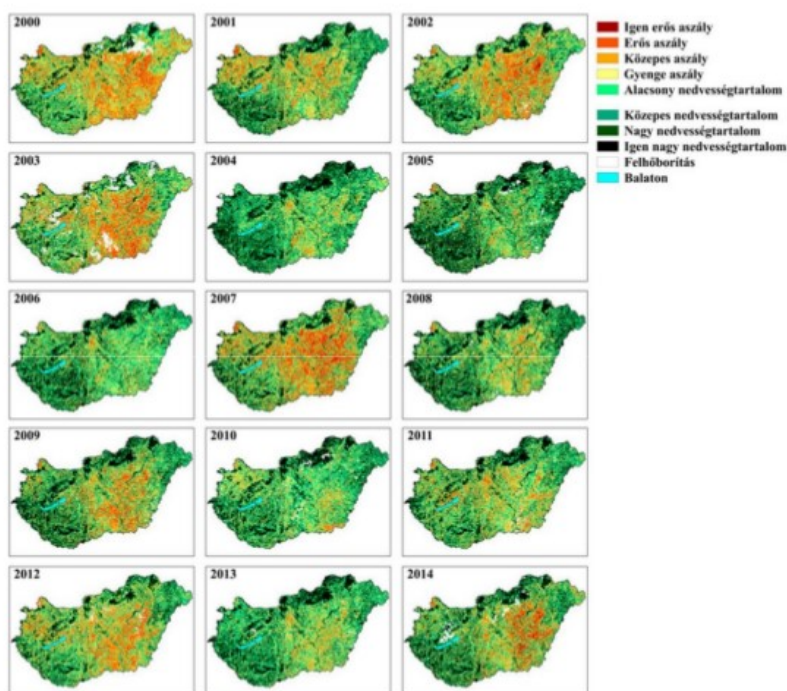 2000
2001
2002
Igen erős aszály
Erős aszály
Közepes aszály
Gyenge aszály
Alacsony nedvességtartalom
Közepes nedvességtartalom
Nagy nedvességtartalom
Igen nagy nedvességtartalom
Felhőborítás
Balaton
2003
2004
2005
2006
2007
2008
2009
2010
2011
2012
2013
2014